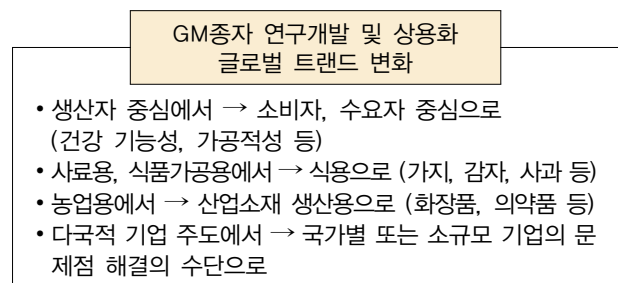 GM종자 연구개발 및 상용화
글로벌 트랜드 변화
• 생산자 중심에서 → 소비자, 수요자 중심으로
(건강 기능성, 가공적성 등)
• 사료용, 식품가공용에서 → 식용으로 (가지, 감자, 사과 등)
• 농업용에서 → 산업소재 생산용으로 (화장품, 의약품 등)
• 다국적 기업 주도에서 → 국가별 또는 소규모 기업의 문
제점 해결의 수단으로